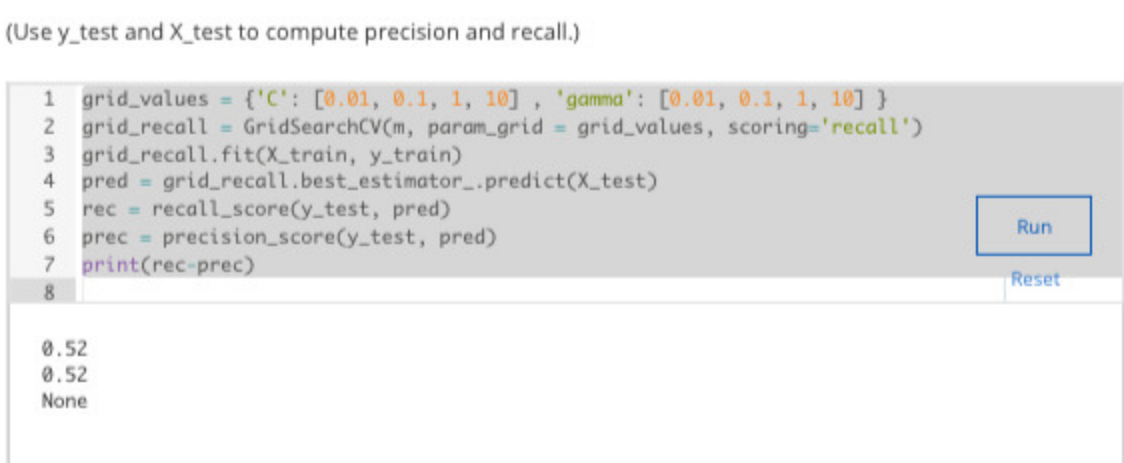 (Use y_test and X_test to compute precision and recall.)
1 grid_values = {'C': [0.01, 0.1, 1, 10] , 'gamma': [0.01, 0.1, 1, 10] }
2 grid_recall = GridSearchCV(m, param_grid = grid_values, scoring='recall')
3 grid_recall.fit(X_train, y_train)
4 pred = grid_recall.best_estimator_.predict(X_test)
5 rec = recall_score(y_test, pred)
6 prec = precision_score(y_test, pred)
7 print(rec-prec)
8
Run
Reset
0.52
0.52
None